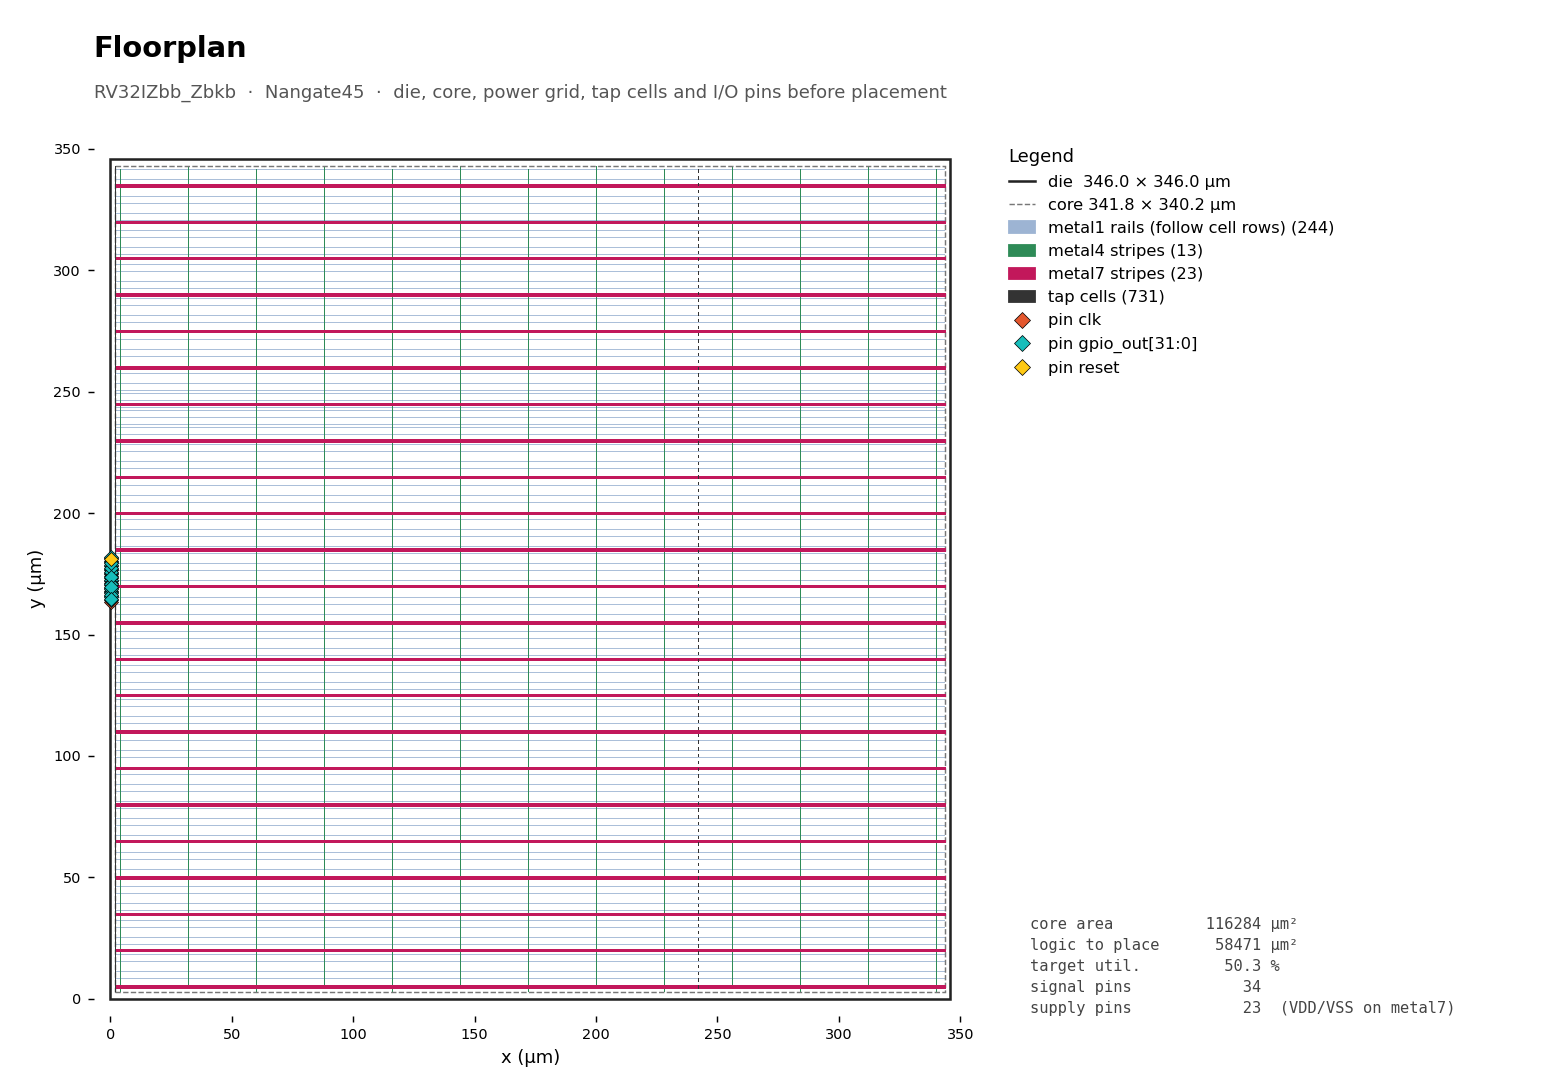 Floorplan
RV32IZbb_Zbkb · Nangate45 · die, core, power grid, tap cells and I/O pins before placement
350
300
250
200
150
100
50
0
y (µm)
0 50 100 150 200 250 300 350
x (µm)
Legend
die 346.0 × 346.0 µm
core 341.8 × 340.2 µm
metal1 rails (follow cell rows) (244)
metal4 stripes (13)
metal7 stripes (23)
tap cells (731)
pin clk
pin gpio_out[31:0]
pin reset
core area 116284 µm²
logic to place 58471 µm²
target util. 50.3 %
signal pins 34
supply pins 23 (VDD/VSS on metal7)